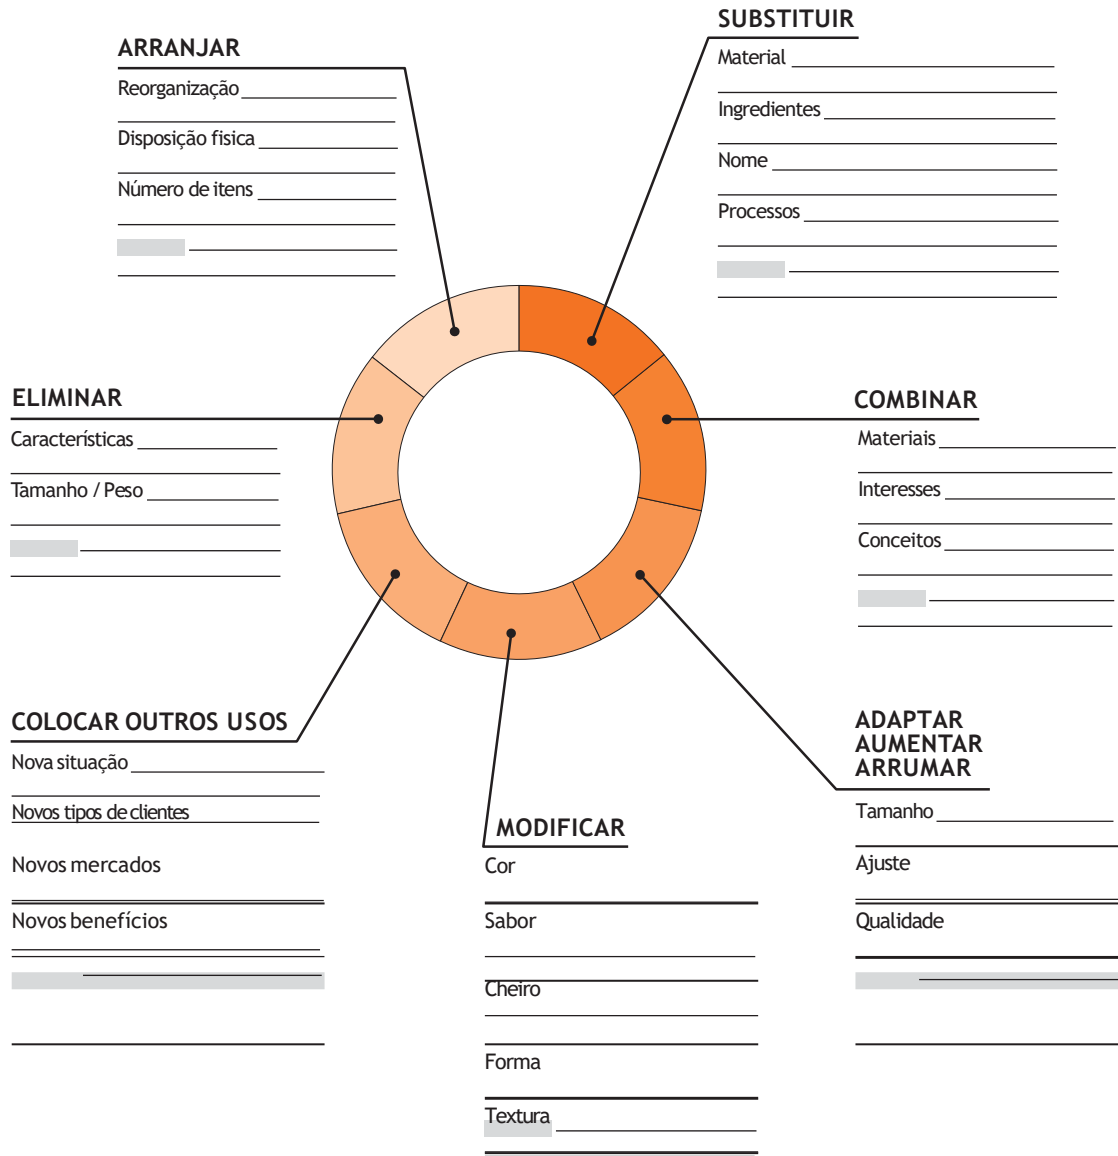 SUBSTITUIR
Material
Ingredientes
Nome
Processos
ARRANJAR
Reorganização
Disposição fisica
Número de itens
ELIMINAR
Características
Tamanho / Peso
COMBINAR
Materiais
Interesses
Conceitos
COLOCAR OUTROS USOS
Nova situação
Novos tipos de clientes
Novos mercados
Novos benefícios
MODIFICAR
Cor
Sabor
Cheiro
Forma
Textura
ADAPTAR
AUMENTAR
ARRUMAR
Tamanho
Ajuste
Qualidade